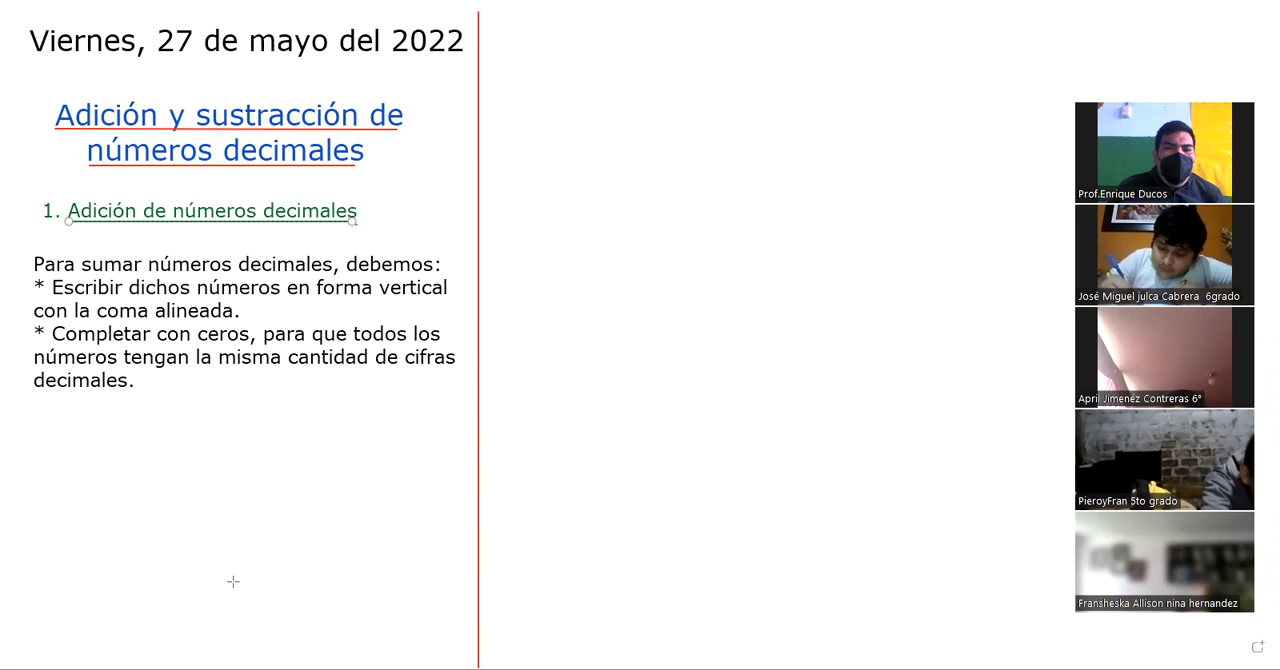 Viernes, 27 de mayo del 2022
Adición y sustracción de
números decimales
1. Adición de números decimales
Para sumar números decimales, debemos:
* Escribir dichos números en forma vertical
con la coma alineada.
* Completar con ceros, para que todos los
números tengan la misma cantidad de cifras
decimales.
Prof.Enrique Ducos
José Miguel julca Cabrera 6grado
April Jimenez Contreras 6°
PieroyFran 5to grado
Fransheska Allison nina hernandez